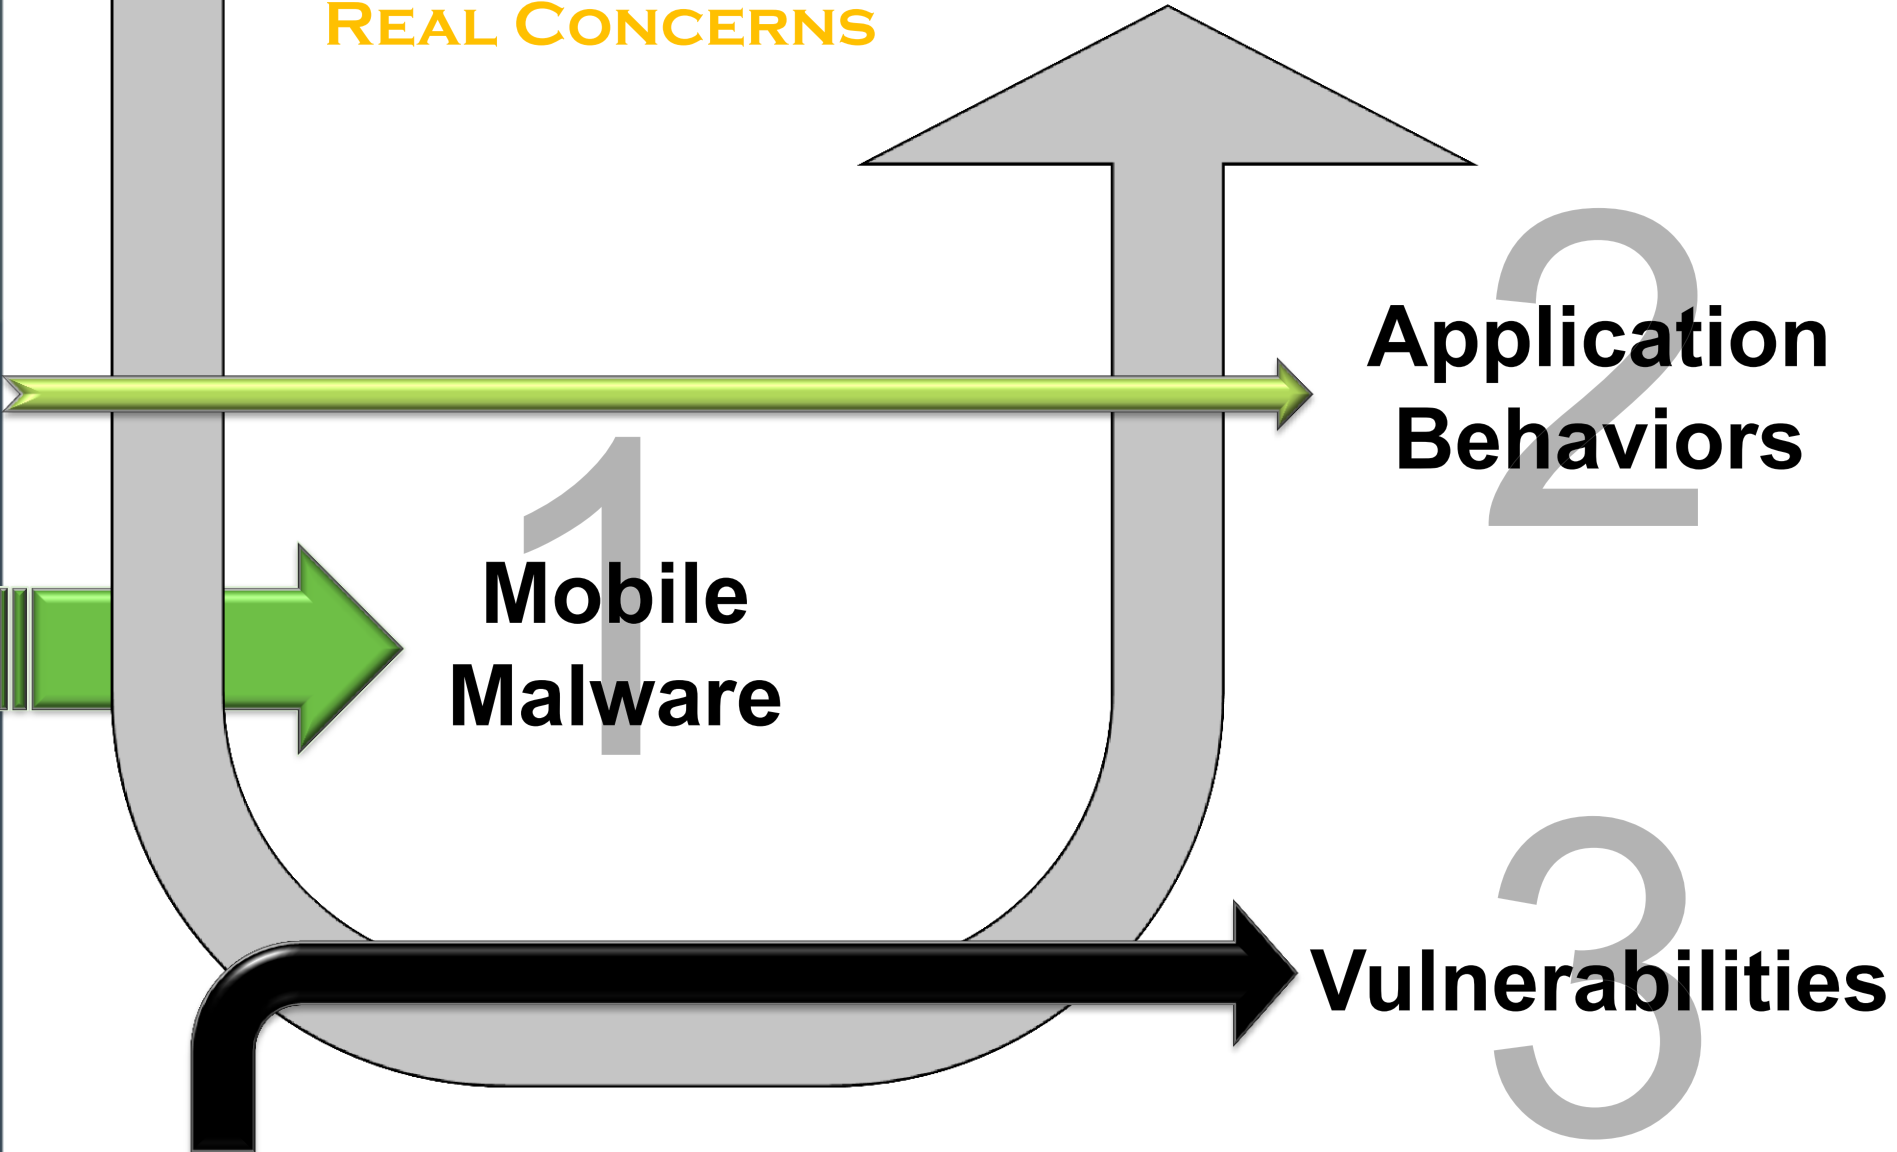 REAL CONCERNS
2
Application
Behaviors
1
Mobile
Malware
3
Vulnerabilities